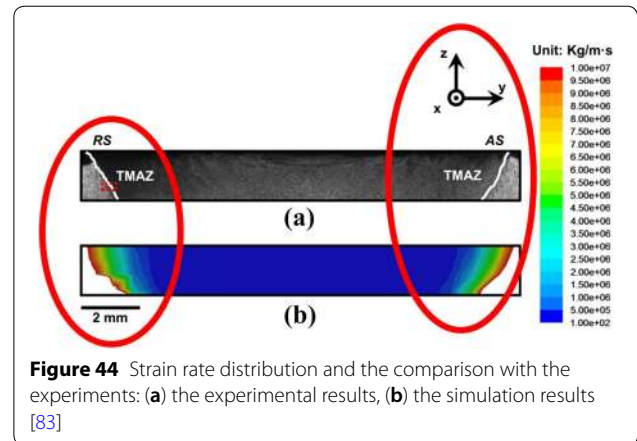 Unit: Kg/m·s
z
y
x
RS
AS
TMAZ
TMAZ
(a)
2 mm
(b)
1.00e+07
9.50e+06
9.00e+06
8.50e+06
8.00e+06
7.50e+06
7.00e+06
6.50e+06
6.00e+06
5.50e+06
5.00e+06
4.50e+06
4.00e+06
3.50e+06
3.00e+06
2.50e+06
2.00e+06
1.50e+06
1.00e+06
5.00e+05
1.00e+02
Figure 44 Strain rate distribution and the comparison with the
experiments: (a) the experimental results, (b) the simulation results
[83]